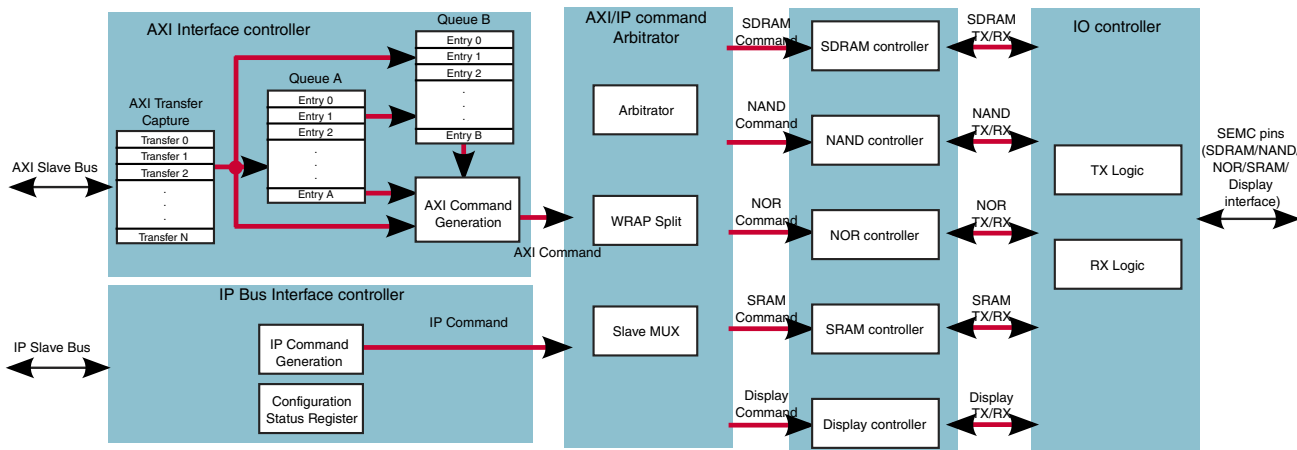 AXI Interface controller
AXI Slave Bus
AXI Transfer
Capture
Transfer 0
Transfer 1
Transfer 2
.
.
.
Transfer N
Queue A
Entry 0
Entry 1
Entry 2
.
.
.
Entry A
Queue B
Entry 0
Entry 1
Entry 2
.
.
.
Entry B
AXI Command
Generation
AXI Command
IP Bus Interface controller
IP Slave Bus
IP Command
Generation
Configuration
Status Register
IP Command
AXI/IP command
Arbitrator
Arbitrator
WRAP Split
Slave MUX
SDRAM
Command
NAND
Command
NOR
Command
SRAM
Command
Display
Command
SDRAM controller
NAND controller
NOR controller
SRAM controller
Display controller
SDRAM
TX/RX
NAND
TX/RX
NOR
TX/RX
SRAM
TX/RX
Display
TX/RX
IO controller
TX Logic
RX Logic
SEMC pins
(SDRAM/NAND/
NOR/SRAM/
Display
interface)